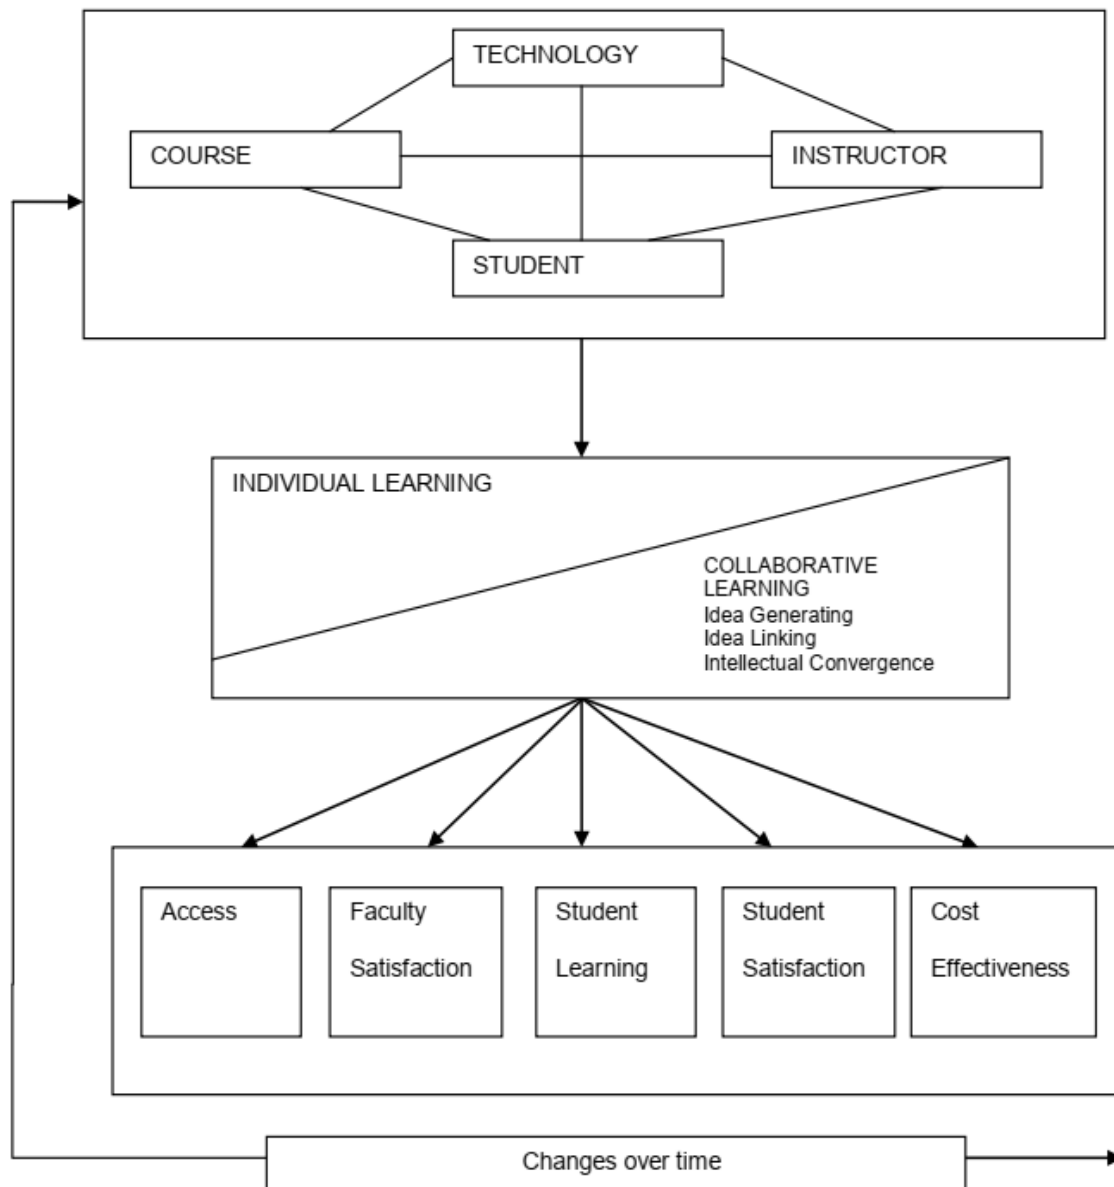 TECHNOLOGY
COURSE
INSTRUCTOR
STUDENT
INDIVIDUAL LEARNING
COLLABORATIVE
LEARNING
Idea Generating
Idea Linking
Intellectual Convergence
Access
Faculty
Satisfaction
Student
Learning
Student
Satisfaction
Cost
Effectiveness
Changes over time